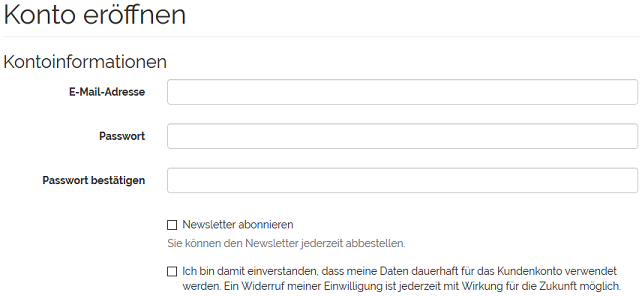 Konto eröffnen
Kontoinformationen
E-Mail-Adresse
Passwort
Passwort bestätigen
Newsletter abonnieren
Sie können den Newsletter jederzeit abbestellen.
Ich bin damit einverstanden, dass meine Daten dauerhaft für das Kundenkonto verwendet
werden. Ein Widerruf meiner Einwilligung ist jederzeit mit Wirkung für die Zukunft möglich.